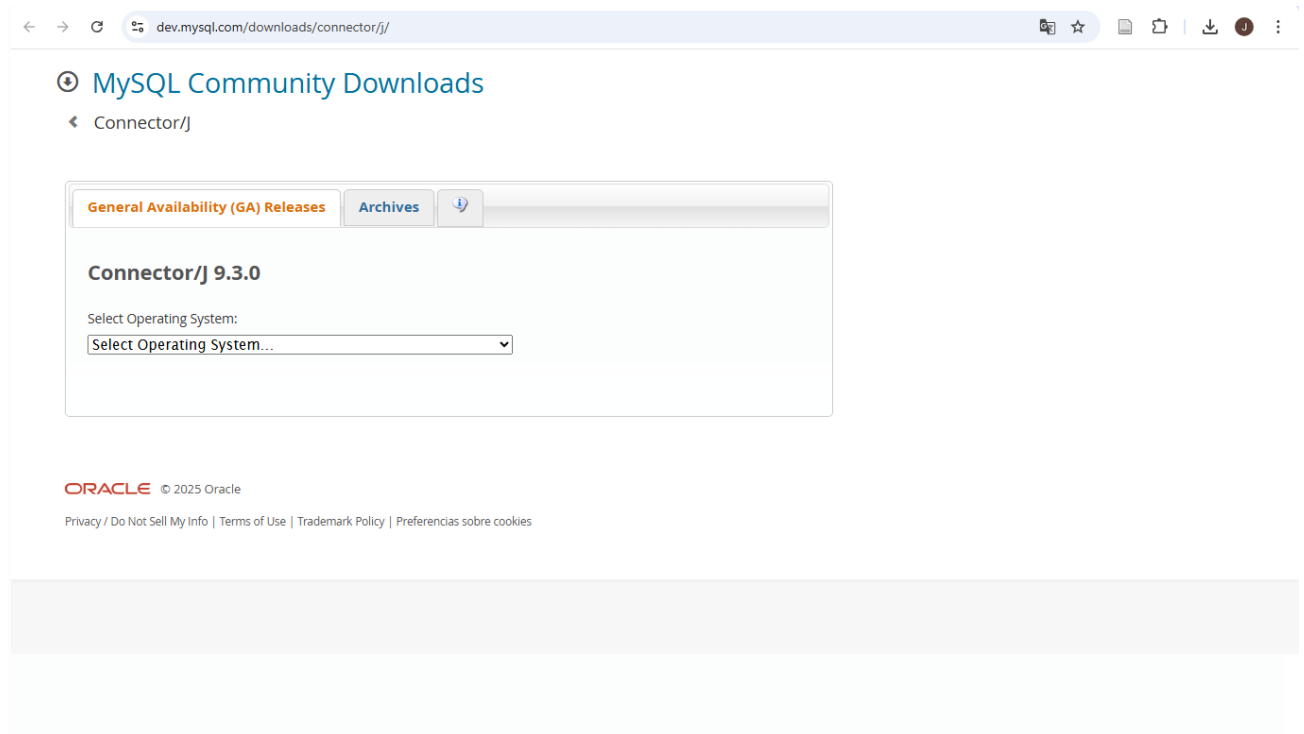 dev.mysql.com/downloads/connector/j/
J
MySQL Community Downloads
Connector/J
General Availability (GA) Releases
Archives
Connector/J 9.3.0
Select Operating System:
Select Operating System...
ORACLE © 2025 Oracle
Privacy / Do Not Sell My Info | Terms of Use | Trademark Policy | Preferencias sobre cookies